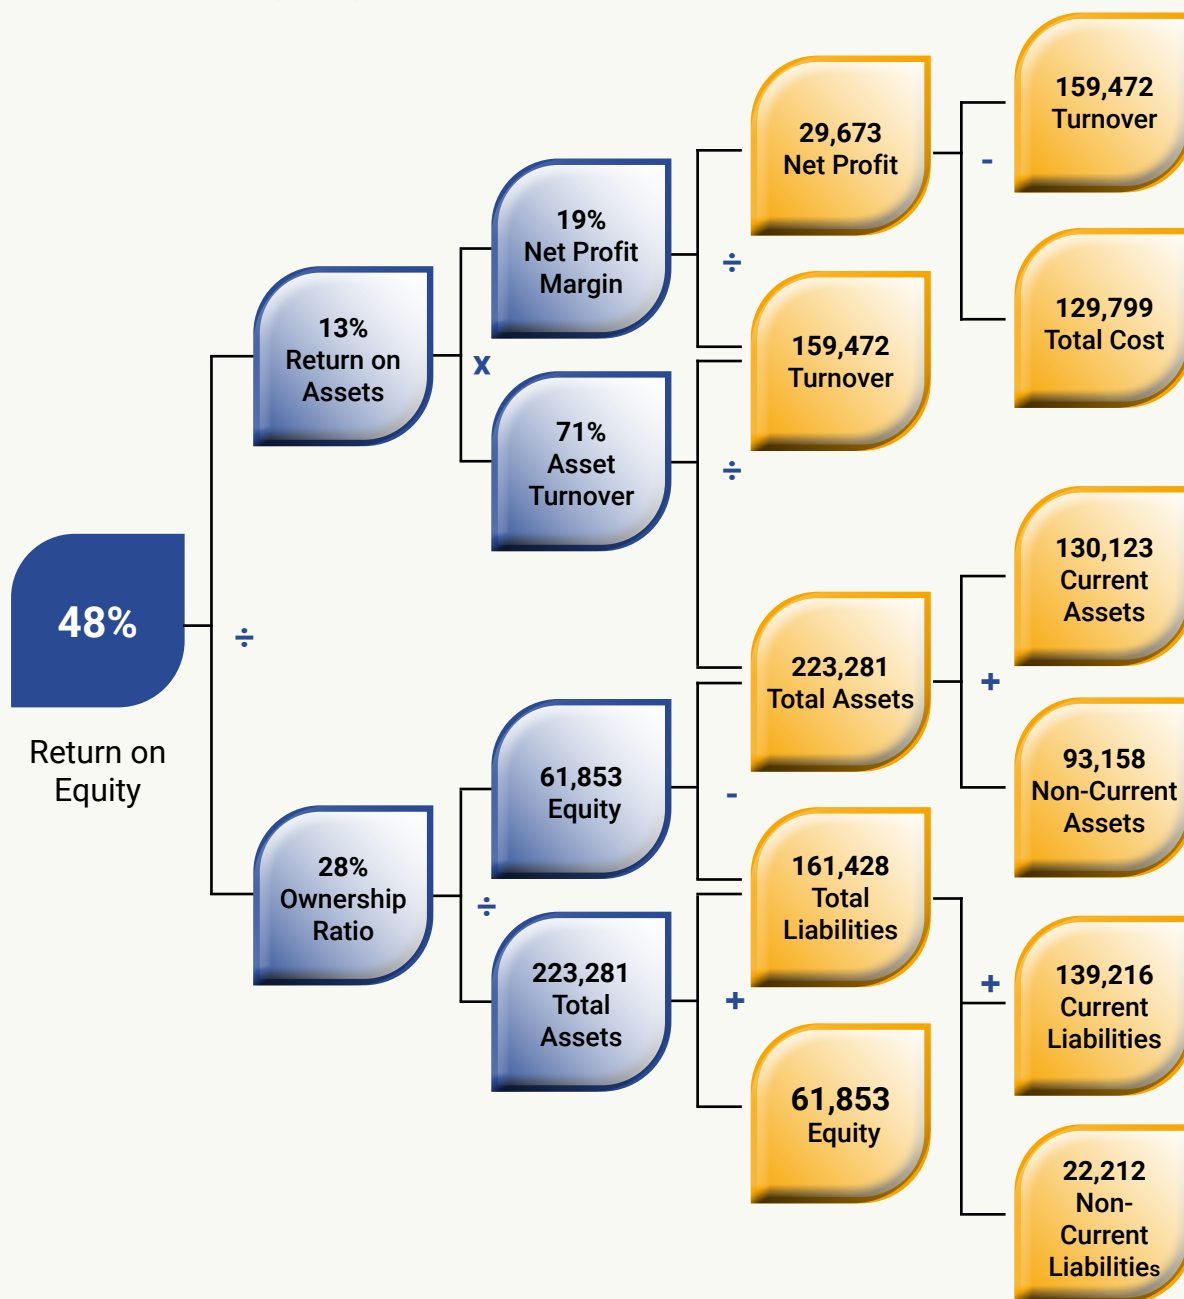 48%
Return on
Equity
÷
13%
Return on
Assets
28%
Ownership
Ratio
x
÷
19%
Net Profit
Margin
71%
Asset
Turnover
61,853
Equity
223,281
Total
Assets
÷
÷
-
+
29,673
Net Profit
159,472
Turnover
223,281
Total Assets
161,428
Total
Liabilities
61,853
Equity
-
+
+
159,472
Turnover
129,799
Total Cost
130,123
Current
Assets
93,158
Non-Current
Assets
139,216
Current
Liabilities
22,212
Non-
Current
Liabilities